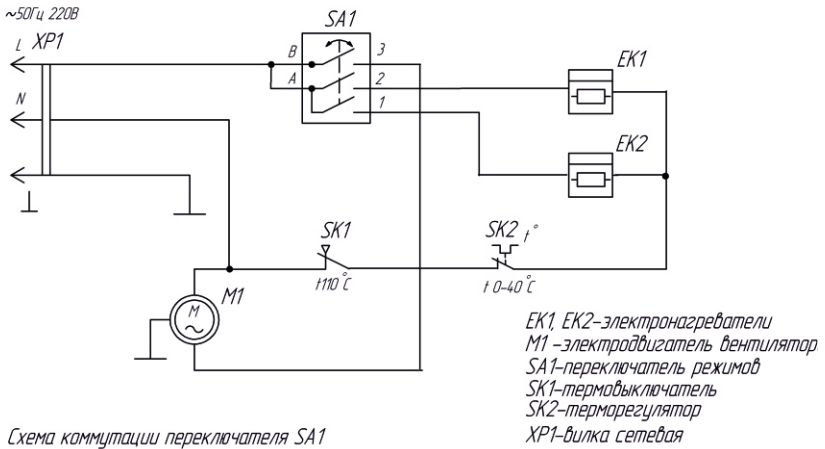 ~50Гц 220В
L XP1
SA1
B 3
A 2
1
N
EK1
EK2
SK1
t110°C
SK2 t°
t 0-40°C
M1
M
~
EK1, EK2-электронагреватели
M1 -электродвигатель вентилятор
SA1-переключатель режимов
SK1-термовыключатель
SK2-терморегулятор
XP1-вилка сетевая
Схема коммутации переключателя SA1